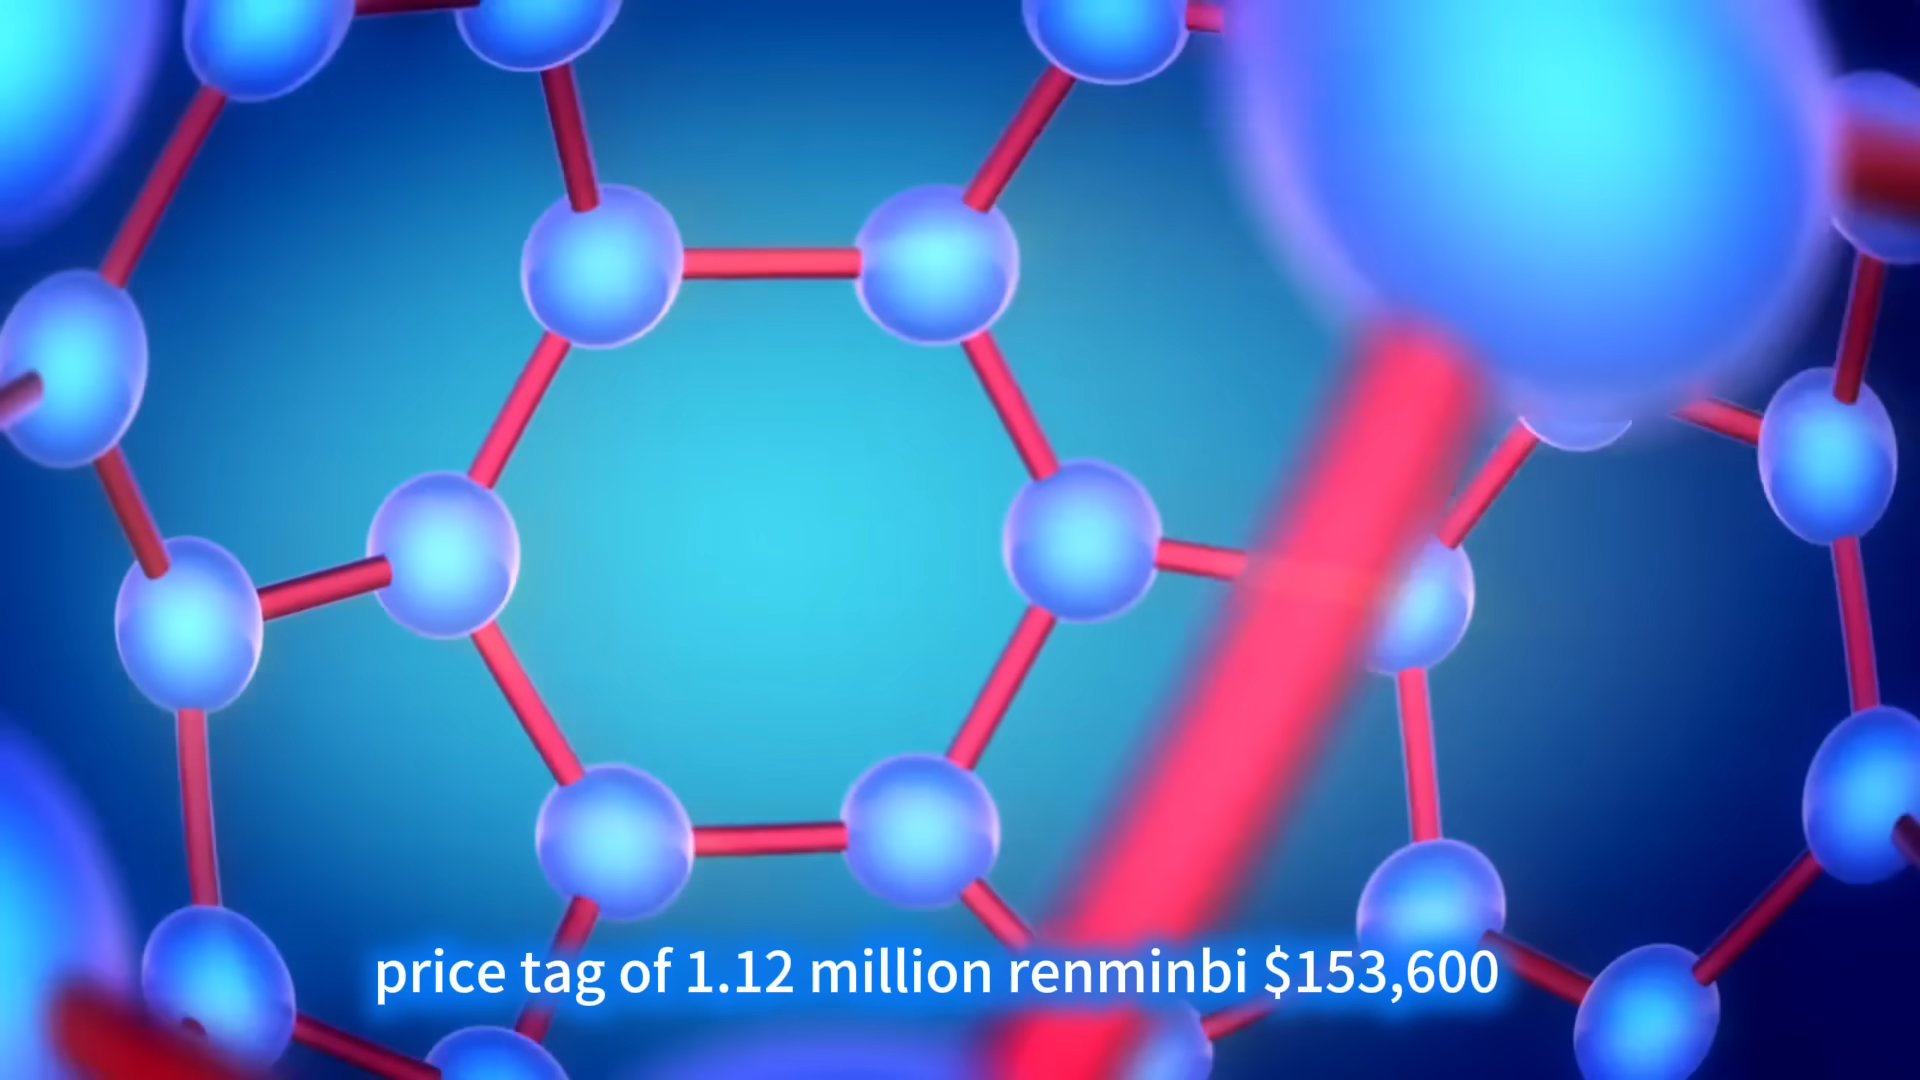 price tag of 1.12 million renminbi $153,600